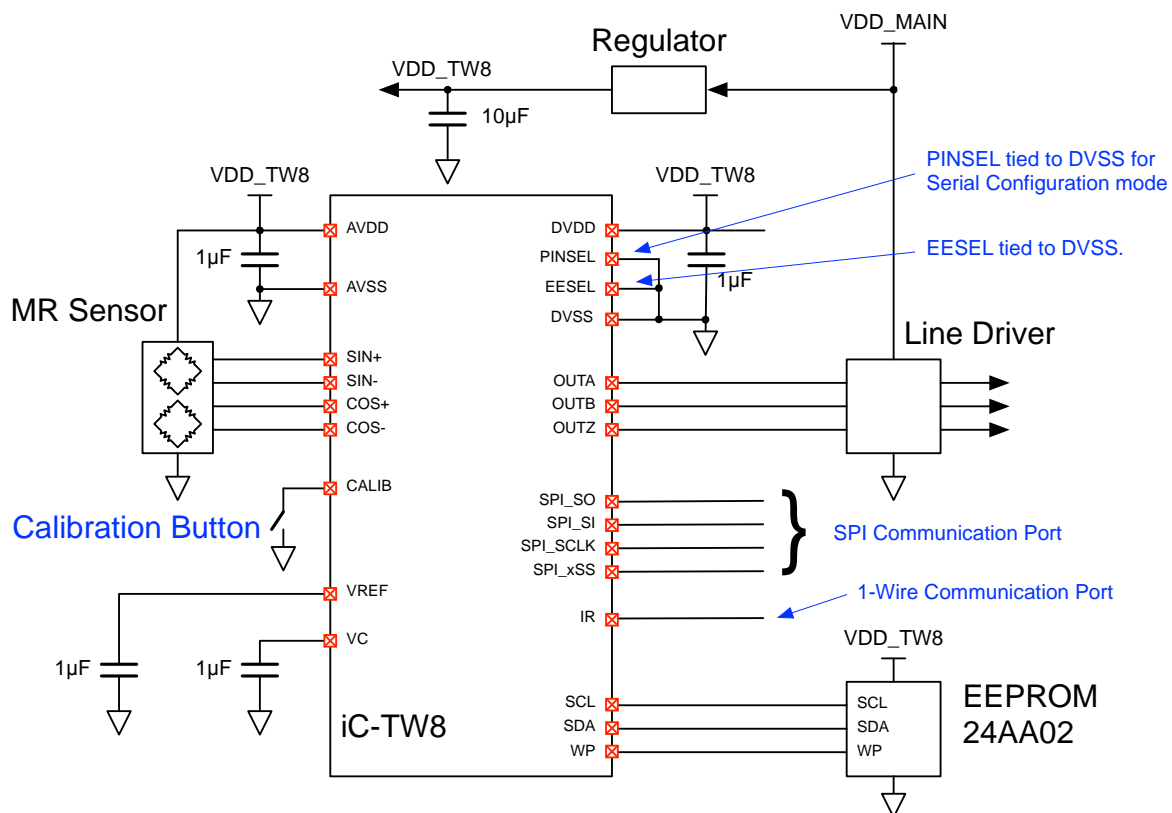 VDD_MAIN
Regulator
VDD_TW8
10µF
PINSEL tied to DVSS for
Serial Configuration mode
VDD_TW8
VDD_TW8
AVDD
DVDD
PINSEL
1µF
1µF
EESEL tied to DVSS.
AVSS
EESEL
DVSS
MR Sensor
Line Driver
SIN+
SIN-
COS+
COS-
OUTA
OUTB
OUTZ
CALIB
Calibration Button
SPI_SO
SPI_SI
SPI_SCLK
SPI_xSS
}
SPI Communication Port
VREF
1-Wire Communication Port
IR
VC
VDD_TW8
1µF
1µF
iC-TW8
SCL
SDA
WP
SCL
SDA
WP
EEPROM
24AA02